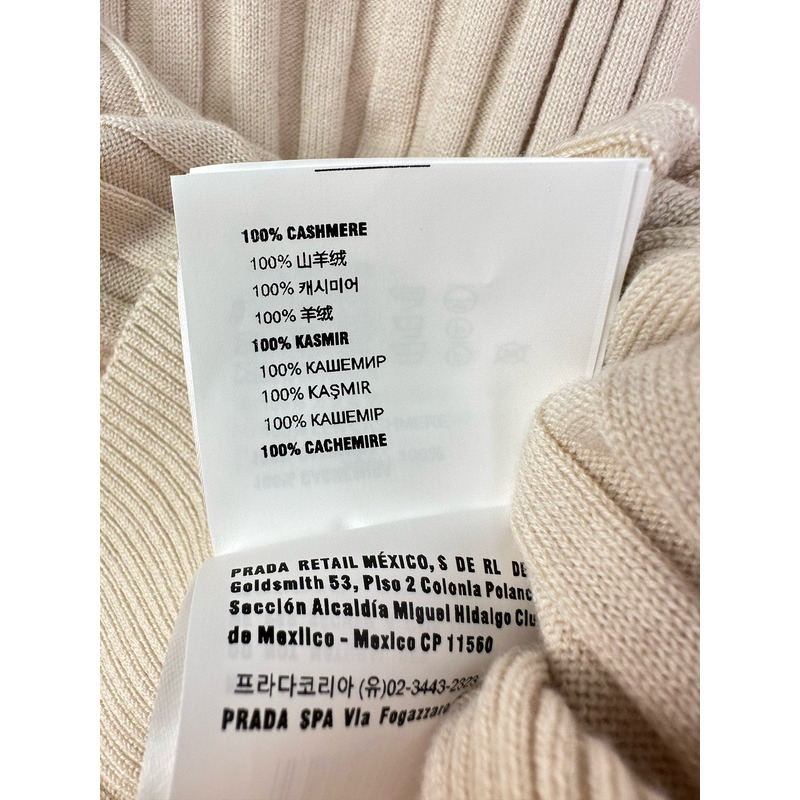 100% CASHMERE
100% 山羊绒
100% 캐시미어
100% 羊绒
100% KASMIR
100% КАШЕМИР
100% KAŞMIR
100% КАШЕМІР
100% CACHEMIRE
PRADA RETAIL MÉXICO, S DE RL DE
Goldsmith 53, Piso 2 Colonia Polanc
Sección Alcaldía Miguel Hidalgo Ciu
de Mexiico - Mexico CP 11560
프라다코리아 (유)02-3443-2323
PRADA SPA Via Fogazzaro